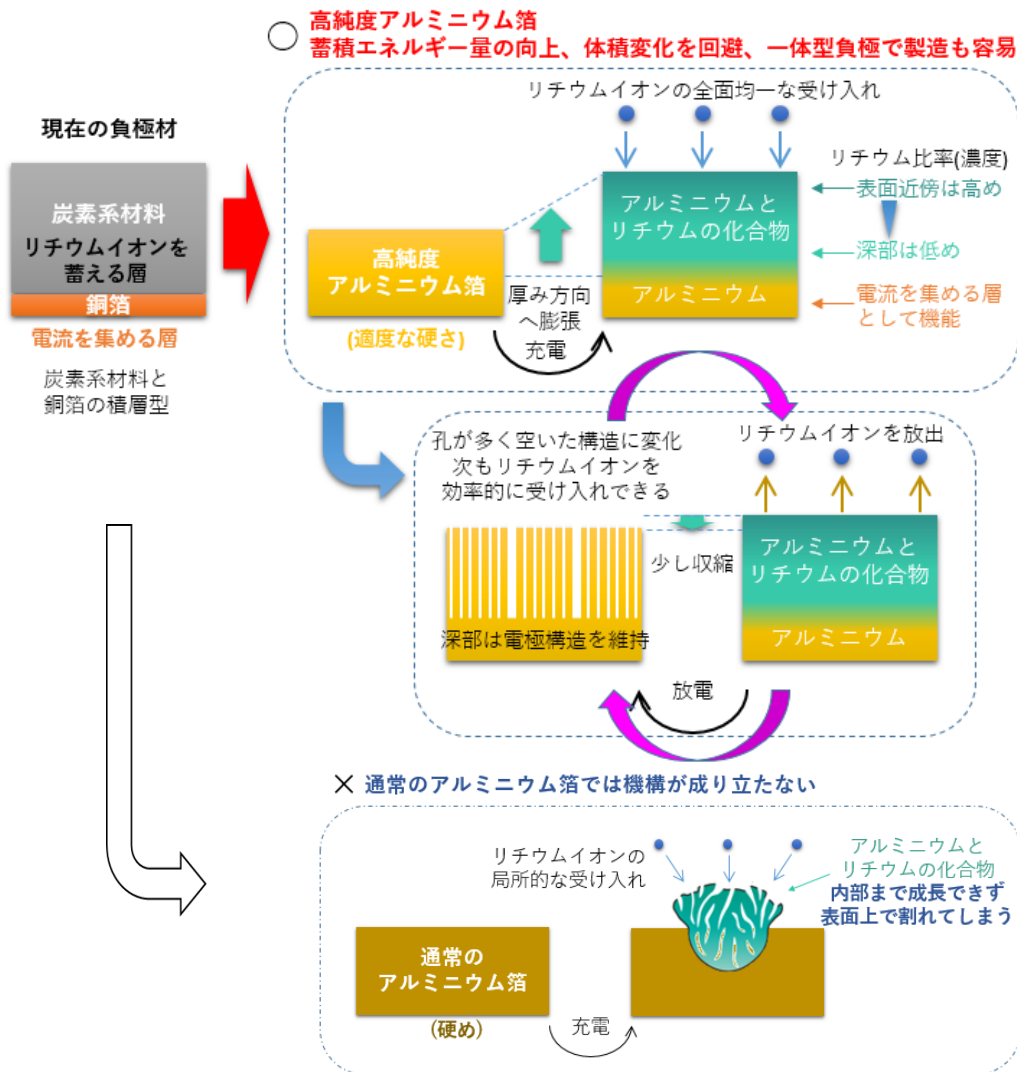 ○ 高純度アルミニウム箔
蓄積エネルギー量の向上、体積変化を回避、一体型負極で製造も容易
現在の負極材
炭素系材料
リチウムイオンを
蓄える層
銅箔
電流を集める層
炭素系材料と
銅箔の積層型
リチウムイオンの全面均一な受け入れ
高純度
アルミニウム箔
(適度な硬さ)
厚み方向
へ膨張
充電
アルミニウムと
リチウムの化合物
アルミニウム
リチウム比率(濃度)
表面近傍は高め
深部は低め
電流を集める層
として機能
孔が多く空いた構造に変化
次もリチウムイオンを
効率的に受け入れできる
深部は電極構造を維持
少し収縮
リチウムイオンを放出
アルミニウムと
リチウムの化合物
アルミニウム
放電
× 通常のアルミニウム箔では機構が成り立たない
リチウムイオンの
局所的な受け入れ
アルミニウムと
リチウムの化合物
内部まで成長できず
表面上で割れてしまう
通常の
アルミニウム箔
(硬め)
充電